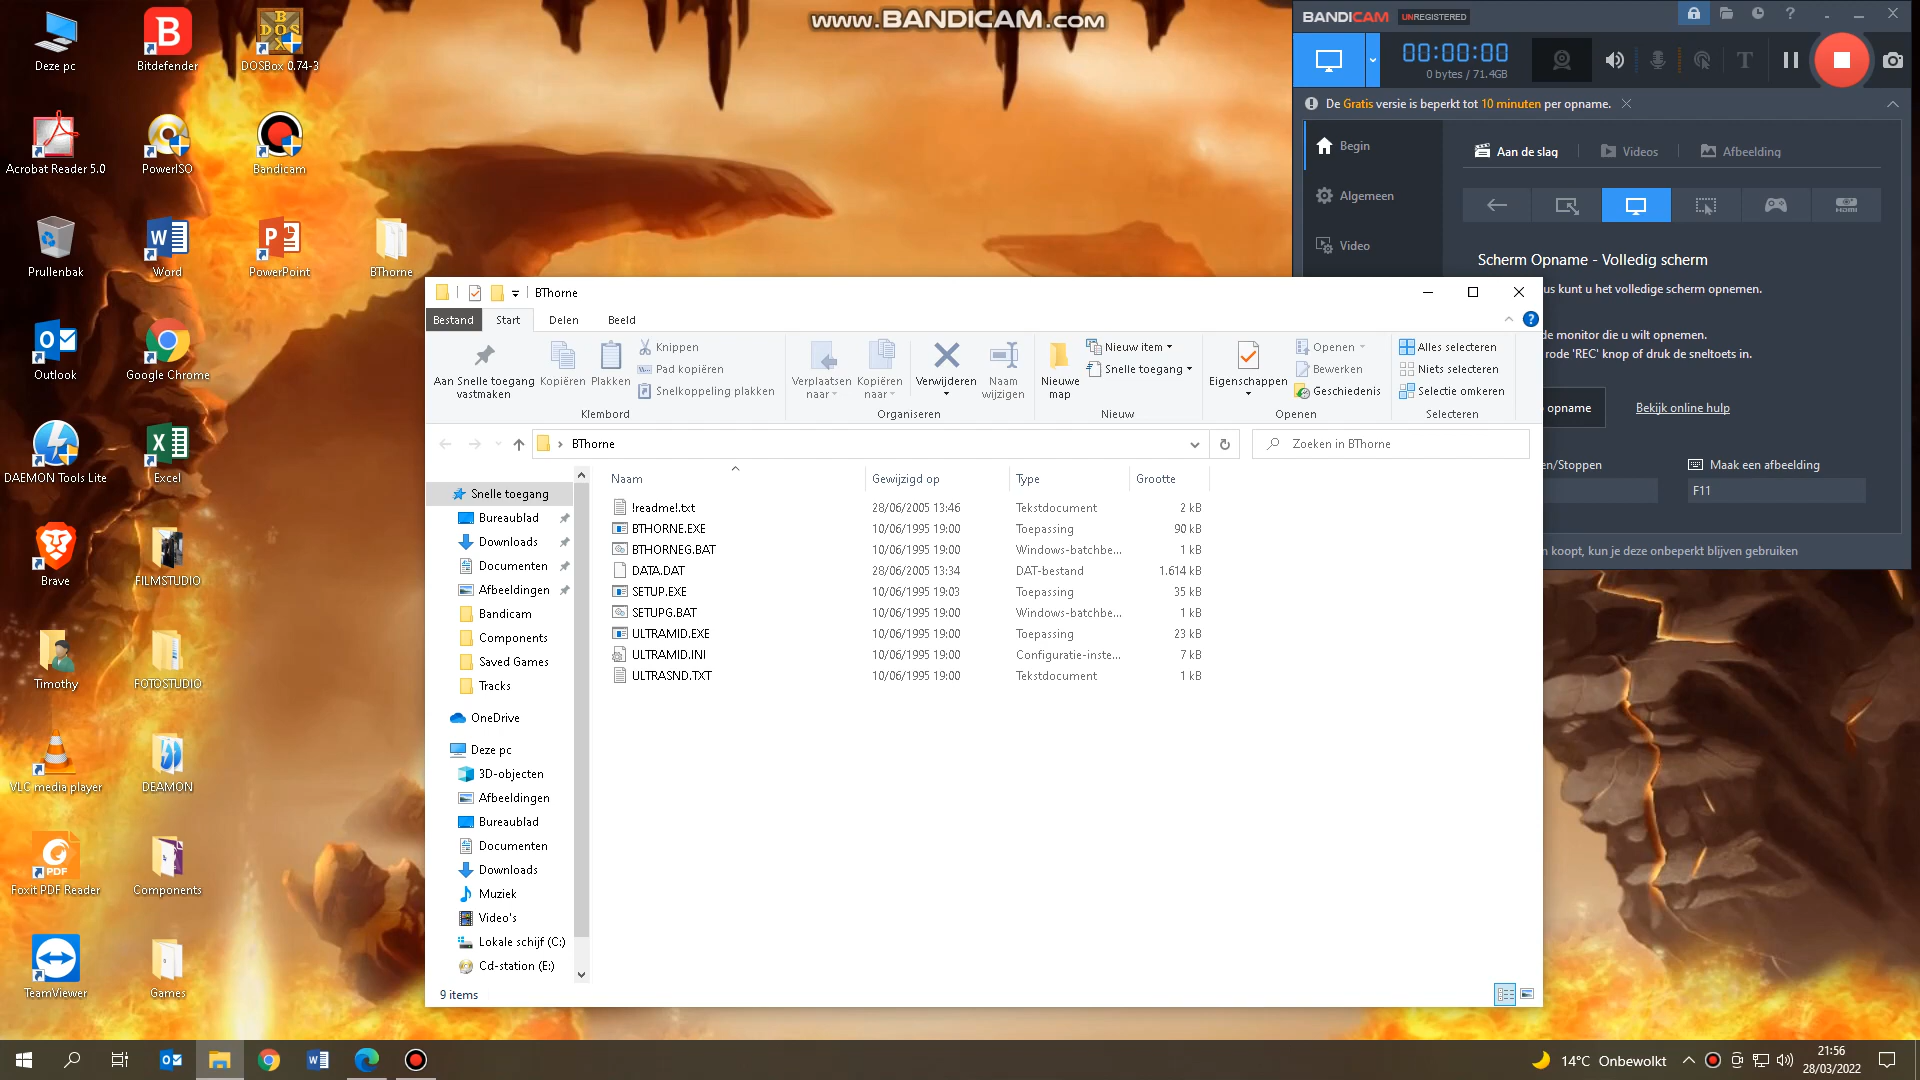 www.BANDICAM.com
Deze pc
Bitdefender
DOSBox 0.74-3
Acrobat Reader 5.0
PowerISO
Bandicam
Prullenbak
Word
PowerPoint
BThorne
Outlook
Google Chrome
DAEMON Tools Lite
Excel
Brave
FILMSTUDIO
Timothy
FOTOSTUDIO
VLC media player
DEAMON
Foxit PDF Reader
Components
TeamViewer
Games
BANDICAM UNREGISTERED
00:00:00
0 bytes / 71.4GB
De Gratis versie is beperkt tot 10 minuten per opname.
Begin
Algemeen
Video
Aan de slag
Videos
Afbeelding
Scherm Opname - Volledig scherm
us kunt u het volledige scherm opnemen.
de monitor die u wilt opnemen.
rode 'REC' knop of druk de sneltoets in.
opname
Bekijk online hulp
en/Stoppen
Maak een afbeelding
F11
n koopt, kun je deze onbeperkt blijven gebruiken
BThorne
Bestand Start Delen Beeld
Aan Snelle toegang vastmaken
Kopiëren
Plakken
Knippen
Pad kopiëren
Snelkoppeling plakken
Klembord
Verplaatsen naar
Kopiëren naar
Verwijderen
Naam wijzigen
Organiseren
Nieuwe map
Nieuw item
Snelle toegang
Nieuw
Eigenschappen
Openen
Bewerken
Geschiedenis
Openen
Alles selecteren
Niets selecteren
Selectie omkeren
Selecteren
BThorne
Zoeken in BThorne
Snelle toegang
Bureaublad
Downloads
Documenten
Afbeeldingen
Bandicam
Components
Saved Games
Tracks
OneDrive
Deze pc
3D-objecten
Afbeeldingen
Bureaublad
Documenten
Downloads
Muziek
Video's
Lokale schijf (C:)
Cd-station (E:)
Naam Gewijzigd op Type Grootte
!readme!.txt 28/06/2005 13:46 Tekstdocument 2 kB
BTHORNE.EXE 10/06/1995 19:00 Toepassing 90 kB
BTHORNEG.BAT 10/06/1995 19:00 Windows-batchbe... 1 kB
DATA.DAT 28/06/2005 13:34 DAT-bestand 1.614 kB
SETUP.EXE 10/06/1995 19:03 Toepassing 35 kB
SETUPG.BAT 10/06/1995 19:00 Windows-batchbe... 1 kB
ULTRAMID.EXE 10/06/1995 19:00 Toepassing 23 kB
ULTRAMID.INI 10/06/1995 19:00 Configuratie-inste... 7 kB
ULTRASND.TXT 10/06/1995 19:00 Tekstdocument 1 kB
9 items
14°C Onbewolkt
21:56
28/03/2022